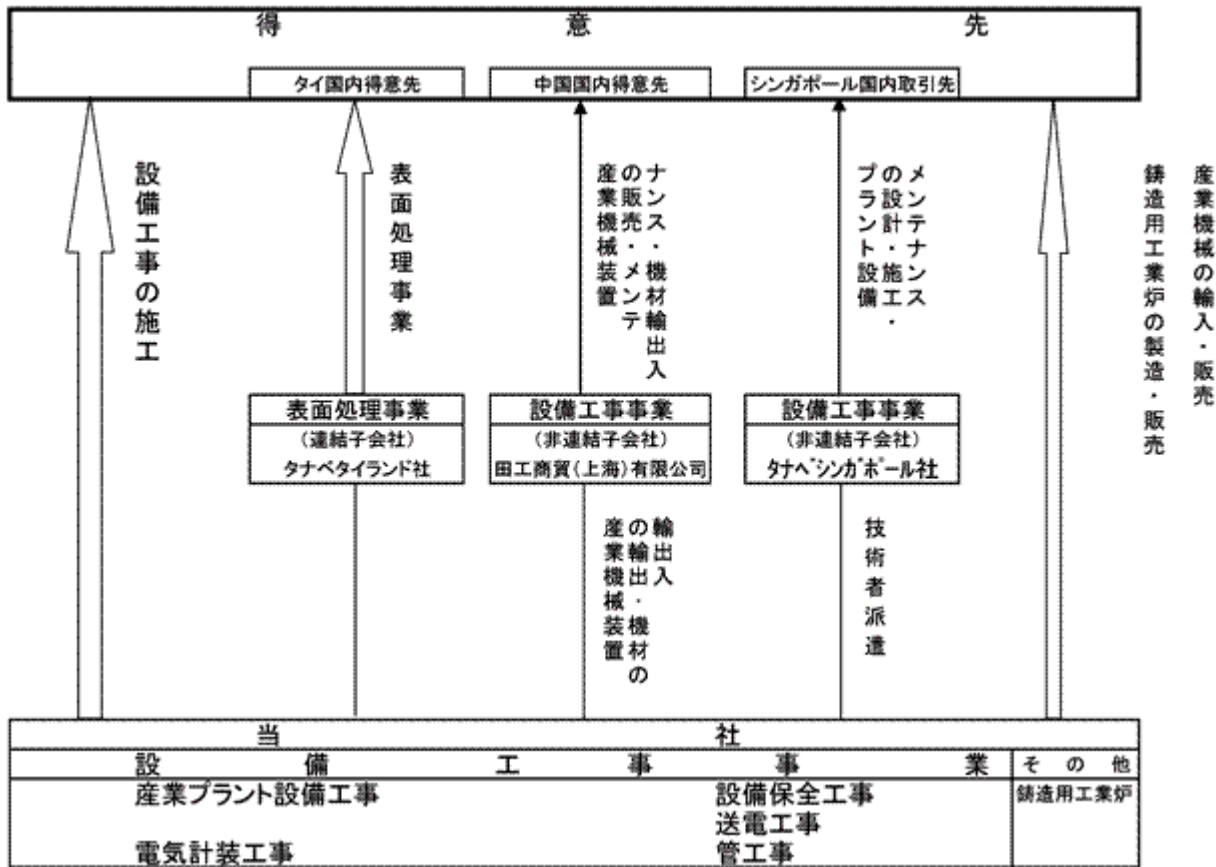 得意先
タイ国内得意先
中国国内得意先
シンガポール国内取引先
設備工事の施工
表面処理事業
産業機械装置
の販売・メンテ
ナンス・機材輸出入
プラント設備
の設計・施工・
メンテナンス
産業機械の輸入・販売
鋳造用工業炉の製造・販売
表面処理事業
(連結子会社)
タナベタイランド社
設備工事事業
(非連結子会社)
田工商貿(上海)有限公司
設備工事事業
(非連結子会社)
タナベシンガポール社
産業機械装置
の輸出・機材の
輸出入
技術者派遣
当社
設備工事事業
その他
産業プラント設備工事
設備保全工事
鋳造用工業炉
送電工事
電気計装工事
管工事